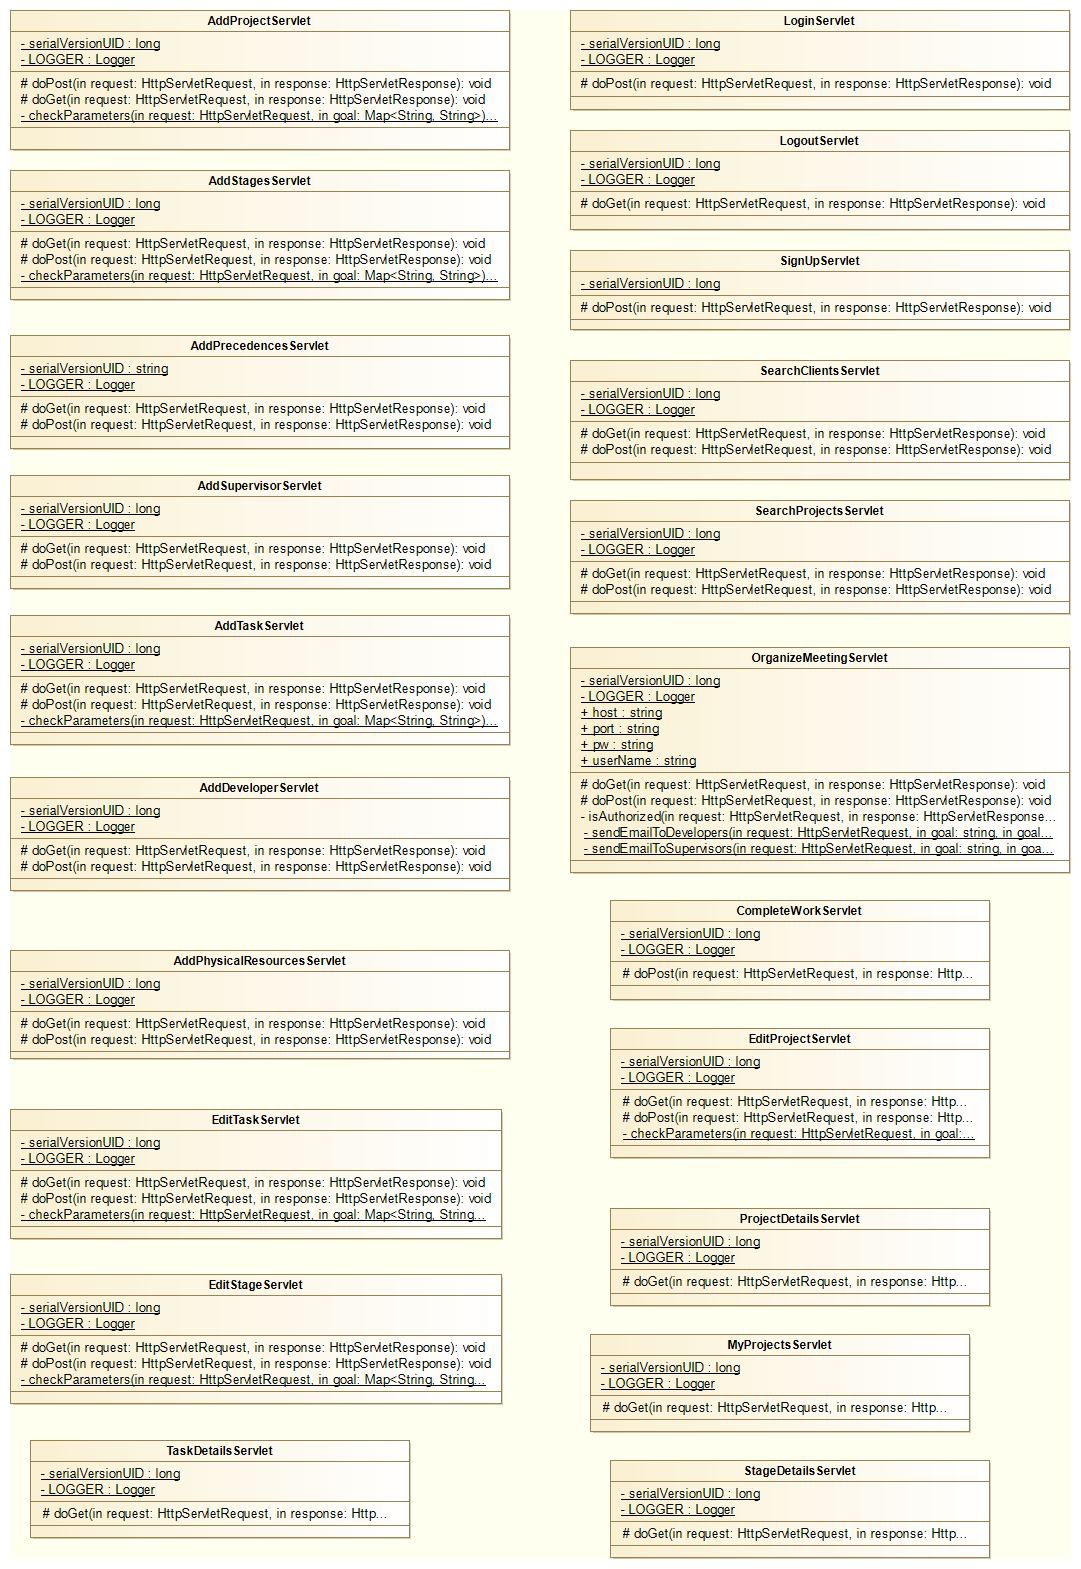 AddProjectServlet
- serialVersionUID : long
- LOGGER : Logger
# doPost(in request: HttpServletRequest, in response: HttpServletResponse): void
# doGet(in request: HttpServletRequest, in response: HttpServletResponse): void
- checkParameters(in request: HttpServletRequest, in goal: Map<String, String>)...
AddStagesServlet
- serialVersionUID : long
- LOGGER : Logger
# doGet(in request: HttpServletRequest, in response: HttpServletResponse): void
# doPost(in request: HttpServletRequest, in response: HttpServletResponse): void
- checkParameters(in request: HttpServletRequest, in goal: Map<String, String>)...
AddPrecedencesServlet
- serialVersionUID : string
- LOGGER : Logger
# doGet(in request: HttpServletRequest, in response: HttpServletResponse): void
# doPost(in request: HttpServletRequest, in response: HttpServletResponse): void
AddSupervisorServlet
- serialVersionUID : long
- LOGGER : Logger
# doGet(in request: HttpServletRequest, in response: HttpServletResponse): void
# doPost(in request: HttpServletRequest, in response: HttpServletResponse): void
AddTaskServlet
- serialVersionUID : long
- LOGGER : Logger
# doGet(in request: HttpServletRequest, in response: HttpServletResponse): void
# doPost(in request: HttpServletRequest, in response: HttpServletResponse): void
- checkParameters(in request: HttpServletRequest, in goal: Map<String, String>)...
AddDeveloperServlet
- serialVersionUID : long
- LOGGER : Logger
# doGet(in request: HttpServletRequest, in response: HttpServletResponse): void
# doPost(in request: HttpServletRequest, in response: HttpServletResponse): void
AddPhysicalResourcesServlet
- serialVersionUID : long
- LOGGER : Logger
# doGet(in request: HttpServletRequest, in response: HttpServletResponse): void
# doPost(in request: HttpServletRequest, in response: HttpServletResponse): void
EditTaskServlet
- serialVersionUID : long
- LOGGER : Logger
# doGet(in request: HttpServletRequest, in response: HttpServletResponse): void
# doPost(in request: HttpServletRequest, in response: HttpServletResponse): void
- checkParameters(in request: HttpServletRequest, in goal: Map<String, String...
EditStageServlet
- serialVersionUID : long
- LOGGER : Logger
# doGet(in request: HttpServletRequest, in response: HttpServletResponse): void
# doPost(in request: HttpServletRequest, in response: HttpServletResponse): void
- checkParameters(in request: HttpServletRequest, in goal: Map<String, String...
TaskDetailsServlet
- serialVersionUID : long
- LOGGER : Logger
# doGet(in request: HttpServletRequest, in response: Http...
LoginServlet
- serialVersionUID : long
- LOGGER : Logger
# doPost(in request: HttpServletRequest, in response: HttpServletResponse): void
LogoutServlet
- serialVersionUID : long
- LOGGER : Logger
# doGet(in request: HttpServletRequest, in response: HttpServletResponse): void
SignUpServlet
- serialVersionUID : long
# doPost(in request: HttpServletRequest, in response: HttpServletResponse): void
SearchClientsServlet
- serialVersionUID : long
- LOGGER : Logger
# doGet(in request: HttpServletRequest, in response: HttpServletResponse): void
# doPost(in request: HttpServletRequest, in response: HttpServletResponse): void
SearchProjectsServlet
- serialVersionUID : long
- LOGGER : Logger
# doGet(in request: HttpServletRequest, in response: HttpServletResponse): void
# doPost(in request: HttpServletRequest, in response: HttpServletResponse): void
OrganizeMeetingServlet
- serialVersionUID : long
- LOGGER : Logger
+ host : string
+ port : string
+ pw : string
+ userName : string
# doGet(in request: HttpServletRequest, in response: HttpServletResponse): void
# doPost(in request: HttpServletRequest, in response: HttpServletResponse): void
- isAuthorized(in request: HttpServletRequest, in response: HttpServletResponse...
- sendEmailToDevelopers(in request: HttpServletRequest, in goal: string, in goal...
- sendEmailToSupervisors(in request: HttpServletRequest, in goal: string, in goa...
CompleteWorkServlet
- serialVersionUID : long
- LOGGER : Logger
# doPost(in request: HttpServletRequest, in response: Http...
EditProjectServlet
- serialVersionUID : long
- LOGGER : Logger
# doGet(in request: HttpServletRequest, in response: Http...
# doPost(in request: HttpServletRequest, in response: Http...
- checkParameters(in request: HttpServletRequest, in goal:...
ProjectDetailsServlet
- serialVersionUID : long
- LOGGER : Logger
# doGet(in request: HttpServletRequest, in response: Http...
MyProjectsServlet
- serialVersionUID : long
- LOGGER : Logger
# doGet(in request: HttpServletRequest, in response: Http...
StageDetailsServlet
- serialVersionUID : long
- LOGGER : Logger
# doGet(in request: HttpServletRequest, in response: Http...